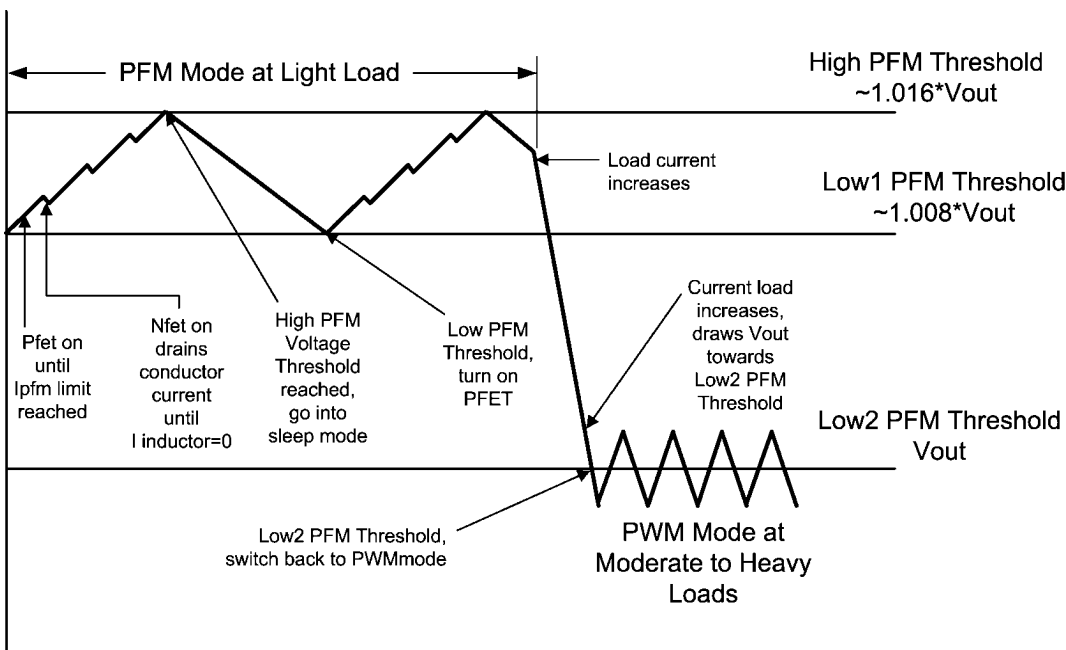 PFM Mode at Light Load
High PFM Threshold
~1.016*Vout
Load current
increases
Low1 PFM Threshold
~1.008*Vout
Pfet on
until
Ipfm limit
reached
Nfet on
drains
conductor
current
until
I inductor=0
High PFM
Voltage
Threshold
reached,
go into
sleep mode
Low PFM
Threshold,
turn on
PFET
Current load
increases,
draws Vout
towards
Low2 PFM
Threshold
Low2 PFM Threshold
Vout
Low2 PFM Threshold,
switch back to PWMmode
PWM Mode at
Moderate to Heavy
Loads